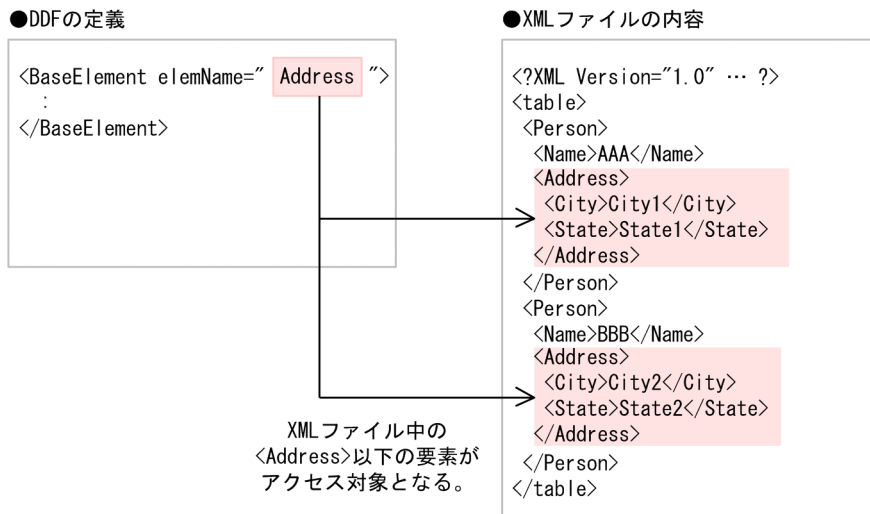 ●DDFの定義
<BaseElement elemName=" Address ">
:
</BaseElement>
XMLファイル中の
<Address>以下の要素が
アクセス対象となる。
●XMLファイルの内容
<?XML Version="1.0" … ?>
<table>
<Person>
<Name>AAA</Name>
<Address>
<City>City1</City>
<State>State1</State>
</Address>
</Person>
<Person>
<Name>BBB</Name>
<Address>
<City>City2</City>
<State>State2</State>
</Address>
</Person>
</table>